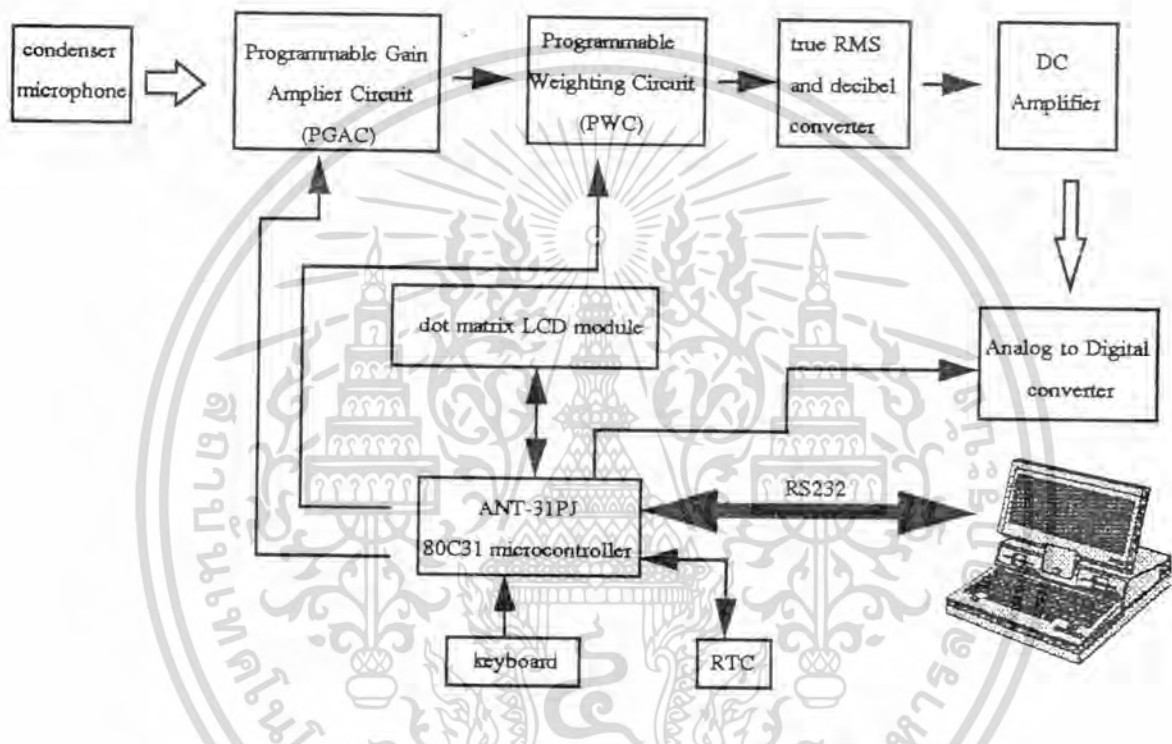 condenser
microphone
Programmable Gain
Amplier Circuit
(PGAC)
Programmable
Weighting Circuit
(PWC)
true RMS
and decibel
converter
DC
Amplifier
dot matrix LCD module
Analog to Digital
converter
ANT-31PJ
80C31 microcontroller
RS232
keyboard
RTC